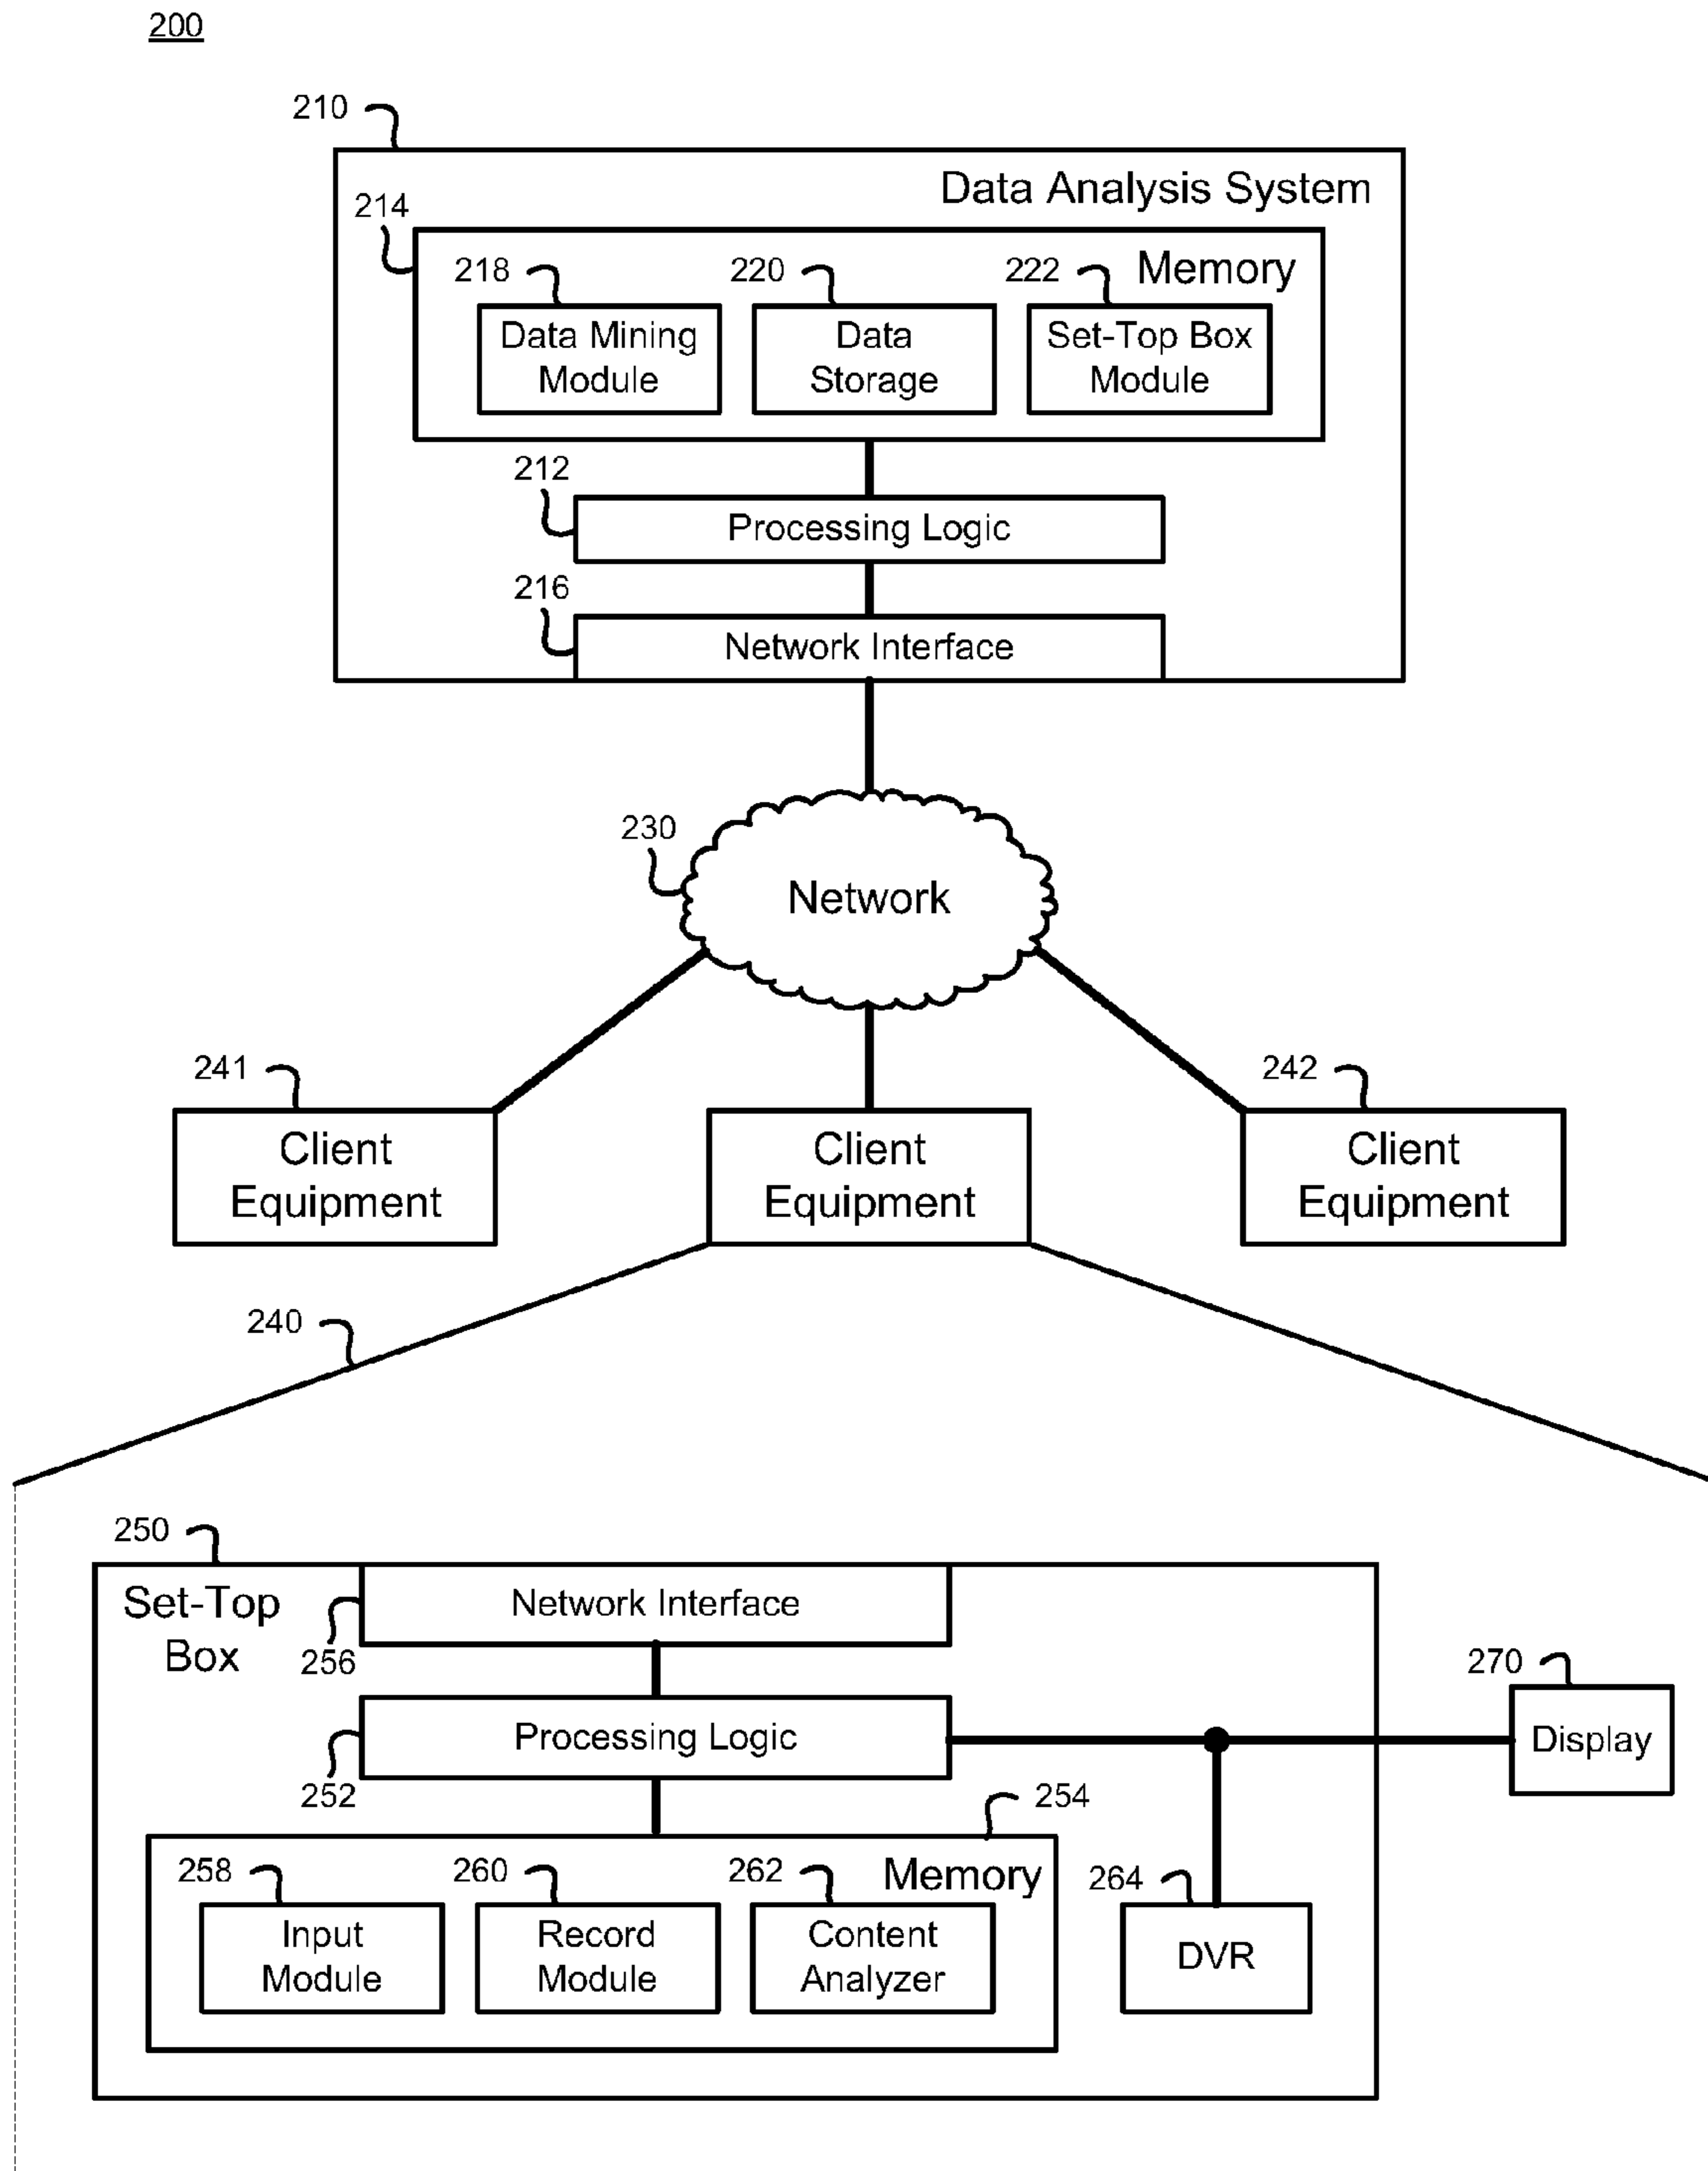 200
210
Data Analysis System
214
Memory
218
220
222
Data Mining
Module
Data
Storage
Set-Top Box
Module
212
Processing Logic
216
Network Interface
230
Network
241
242
Client
Equipment
Client
Equipment
Client
Equipment
240
250
Set-Top
Box
Network Interface
256
270
Display
Processing Logic
252
254
Memory
258
260
262
264
Input
Module
Record
Module
Content
Analyzer
DVR